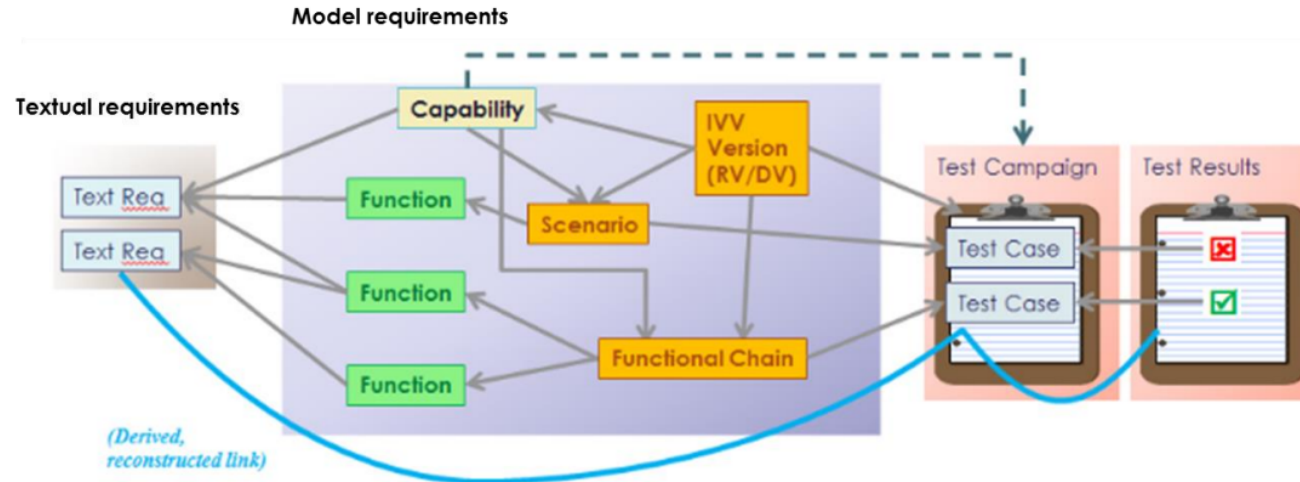 Model requirements
Textual requirements
Capability
IVV
Version
(RV/DV)
Test Campaign
Test Results
Text Req
Function
Scenario
Test Case
Text Req
Function
Test Case
Functional Chain
Function
(Derived,
reconstructed link)